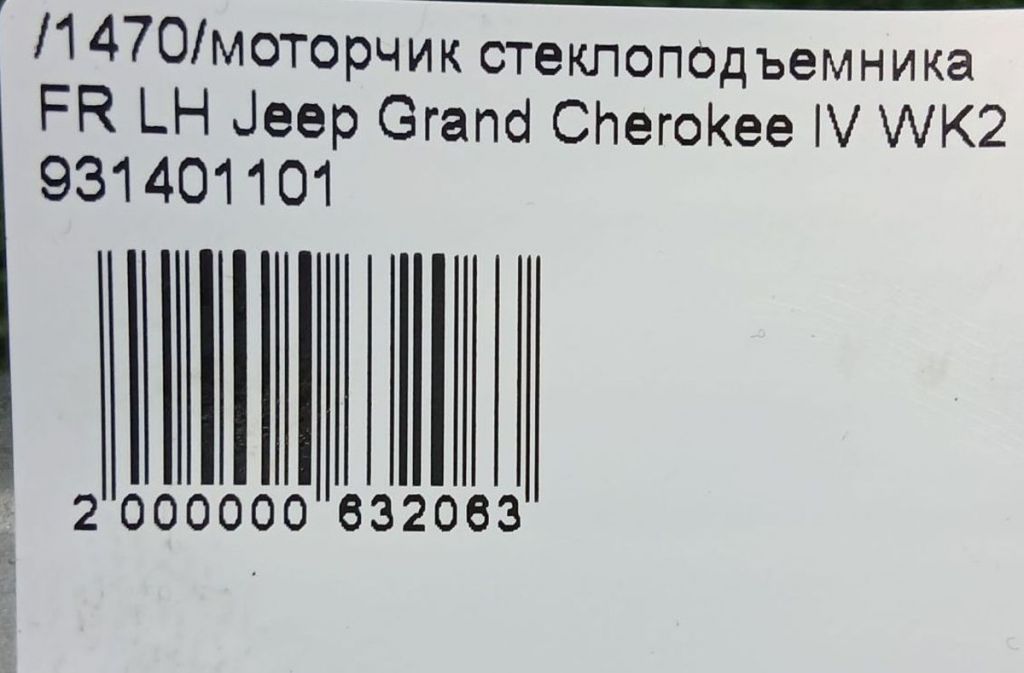 /1470/моторчик стеклоподъемника
FR LH Jeep Grand Cherokee IV WK2
931401101
2 000000 632063